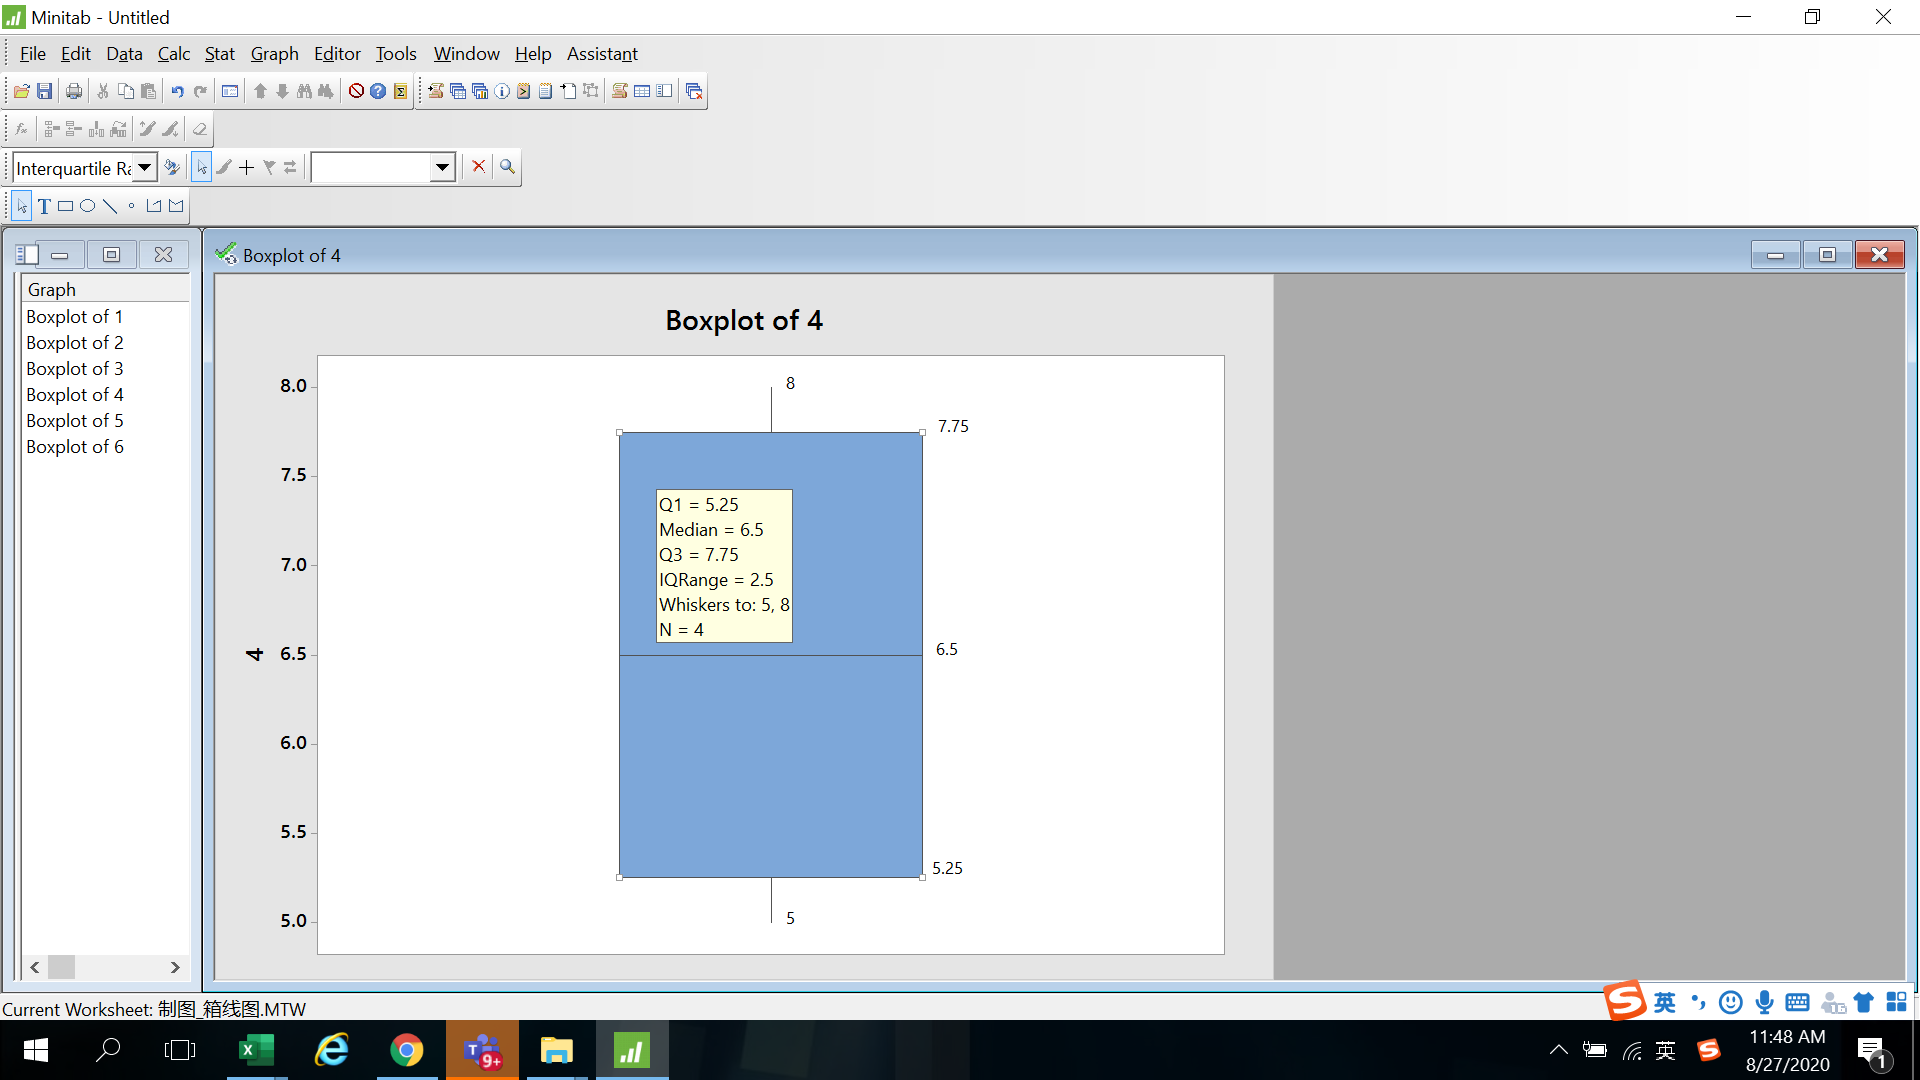 Minitab - Untitled
File Edit Data Calc Stat Graph Editor Tools Window Help Assistant
Interquartile Ra
Boxplot of 4
Graph
Boxplot of 1
Boxplot of 2
Boxplot of 3
Boxplot of 4
Boxplot of 5
Boxplot of 6
Boxplot of 4
8.0
7.5
7.0
6.5
6.0
5.5
5.0
4
8
7.75
Q1 = 5.25
Median = 6.5
Q3 = 7.75
IQRange = 2.5
Whiskers to: 5, 8
N = 4
6.5
5.25
5
Current Worksheet: 制图_箱线图.MTW
英
9+
英
11:48 AM
8/27/2020
1